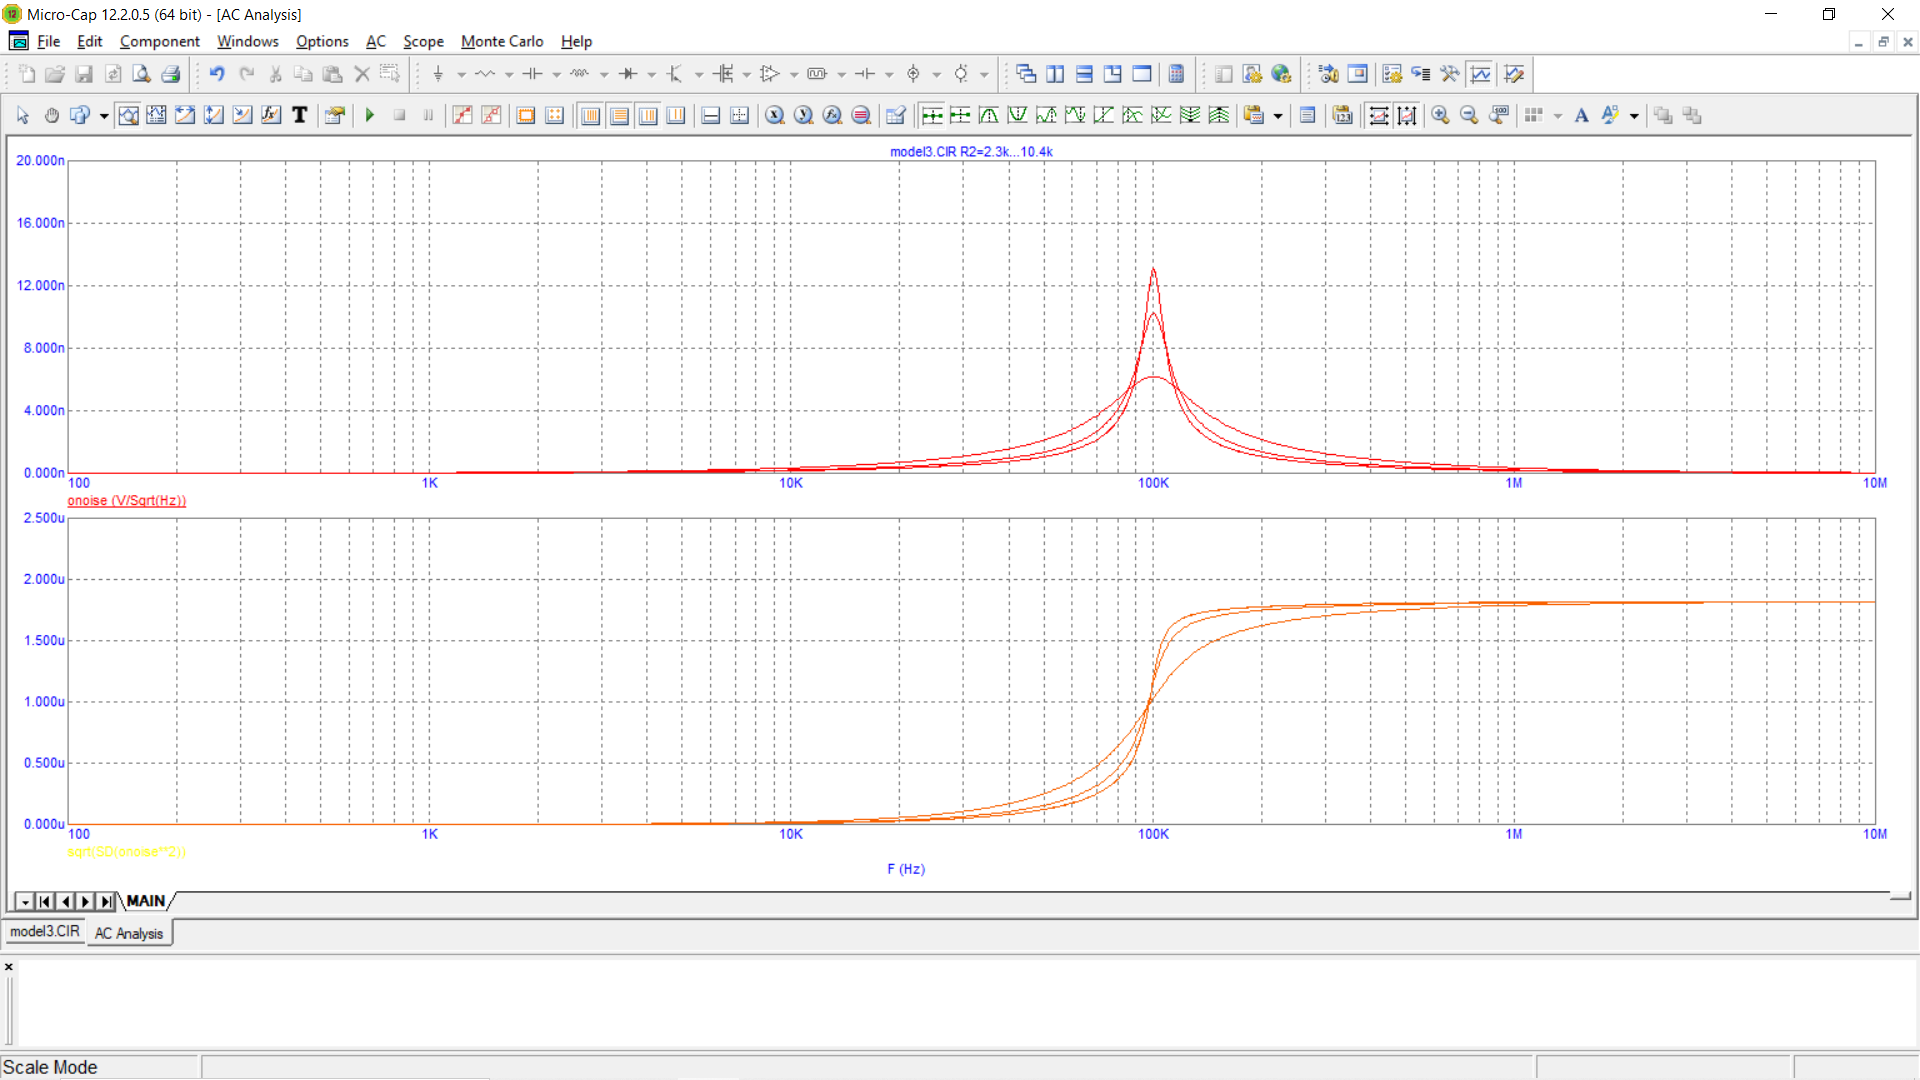 Micro-Cap 12.2.0.5 (64 bit) - [AC Analysis]
File Edit Component Windows Options AC Scope Monte Carlo Help
model3.CIR R2=2.3k...10.4k
20.000n
16.000n
12.000n
8.000n
4.000n
0.000n
100 1K 10K 100K 1M 10M
onoise (V/Sqrt(Hz))
2.500u
2.000u
1.500u
1.000u
0.500u
0.000u
100 1K 10K 100K 1M 10M
sqrt(SD(onoise**2))
F (Hz)
MAIN
model3.CIR AC Analysis
Scale Mode